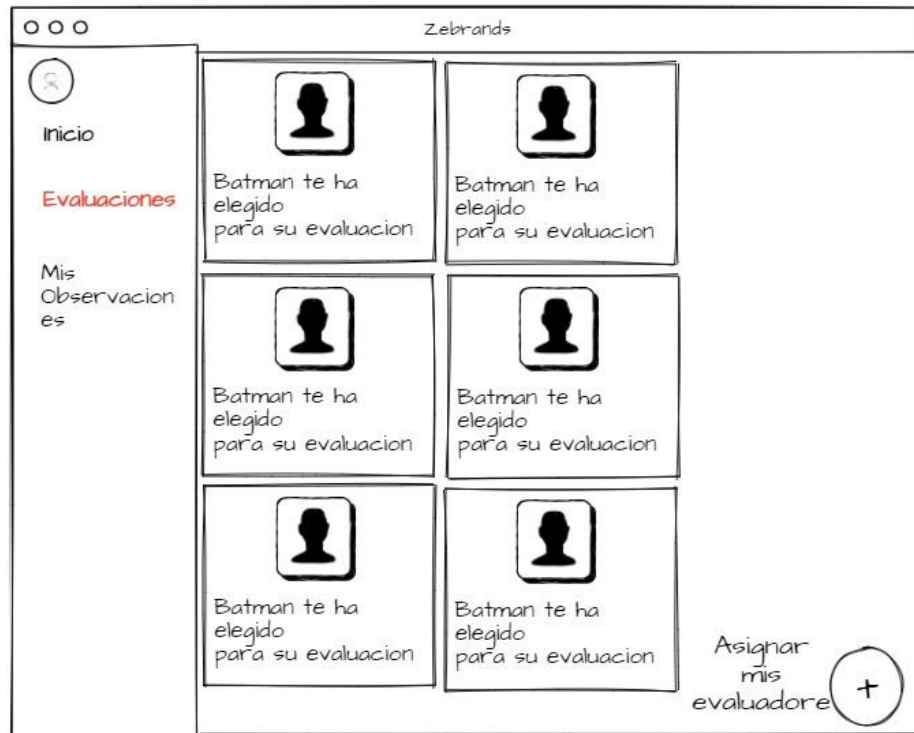 Zebrands
Inicio
Evaluaciones
Mis
Observacion
es
Batman te ha
elegido
para su evaluacion
Batman te ha
elegido
para su evaluacion
Batman te ha
elegido
para su evaluacion
Batman te ha
elegido
para su evaluacion
Batman te ha
elegido
para su evaluacion
Batman te ha
elegido
para su evaluacion
Asignar
mis
evaluadore
+